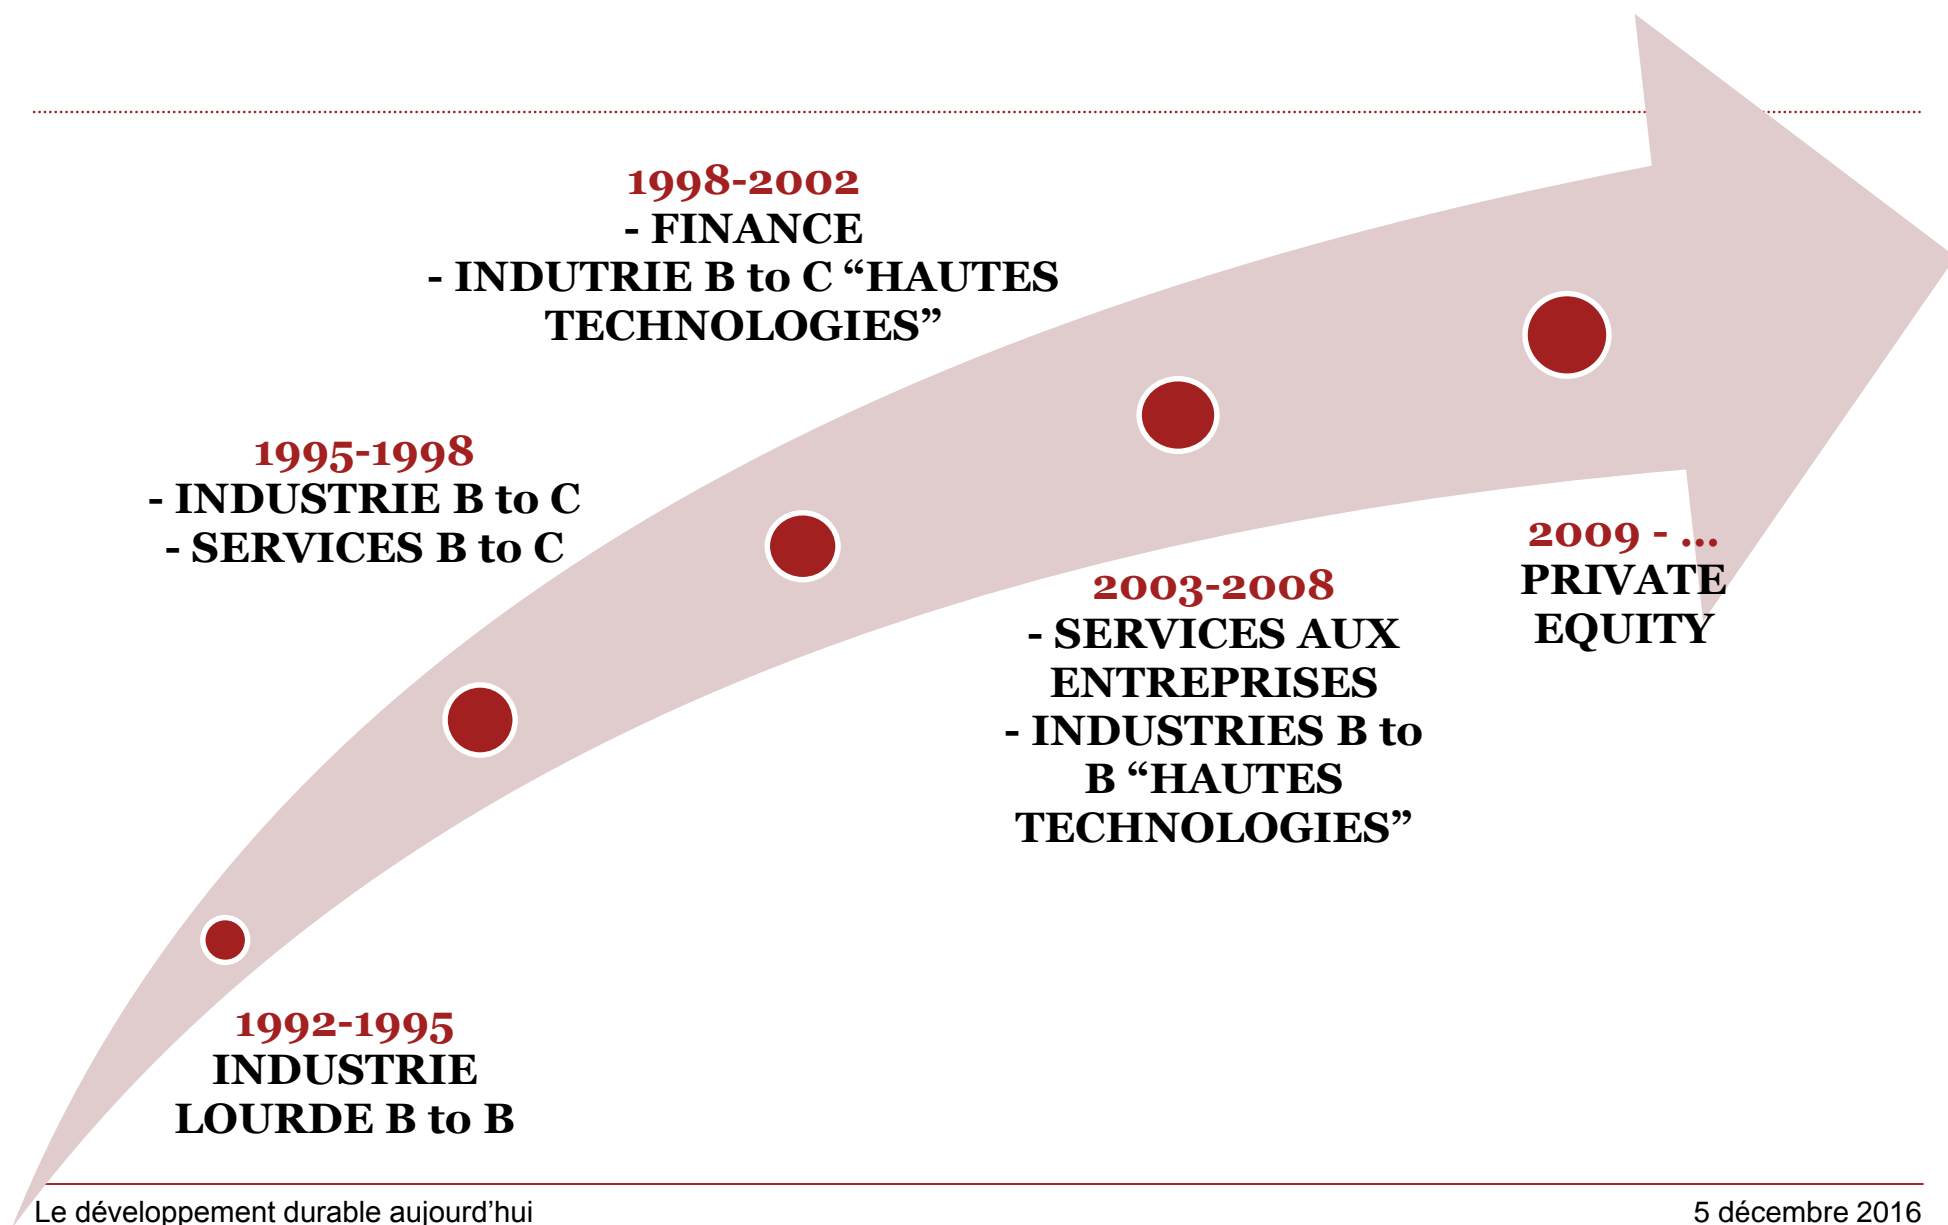 1998-2002
- FINANCE
- INDUTRIE B to C “HAUTES
TECHNOLOGIES”
1995-1998
- INDUSTRIE B to C
- SERVICES B to C
2009 - ...
PRIVATE
EQUITY
2003-2008
- SERVICES AUX
ENTREPRISES
- INDUSTRIES B to
B “HAUTES
TECHNOLOGIES”
1992-1995
INDUSTRIE
LOURDE B to B
Le développement durable aujourd’hui
5 décembre 2016